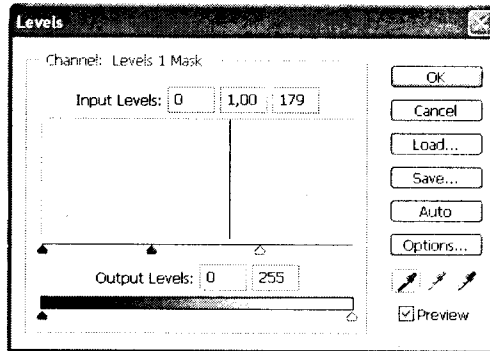 Levels
Channel: Levels 1 Mask
Input Levels: 0 1,00 179
Output Levels: 0 255
OK
Cancel
Load...
Save...
Auto
Options...
Preview